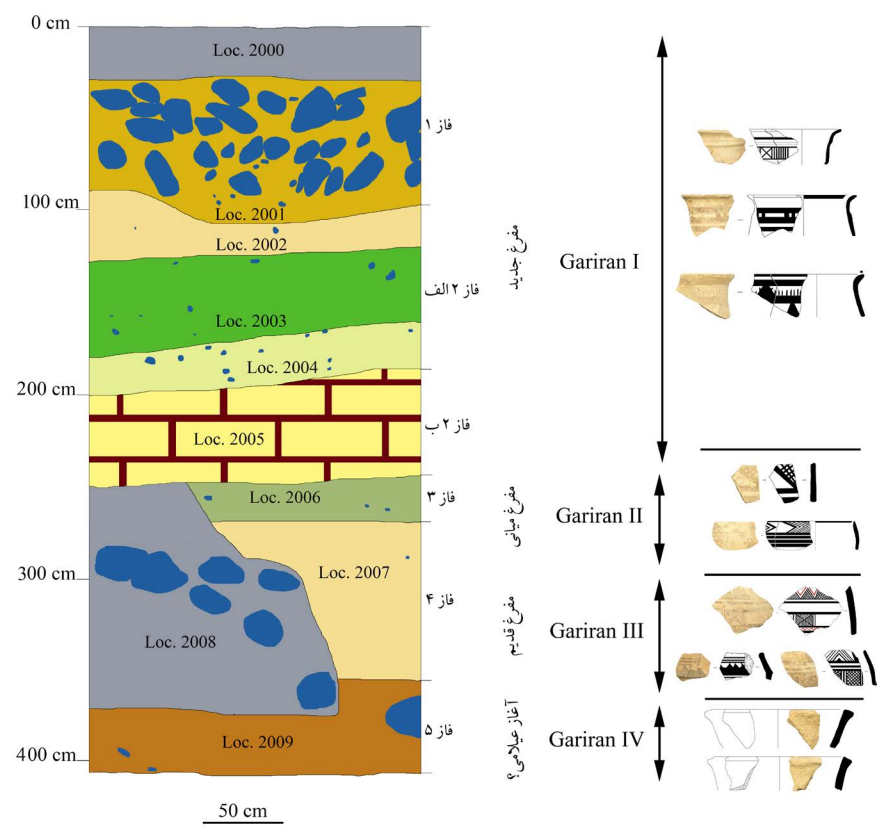 0 cm
Loc. 2000
فاز ۱
100 cm
Loc. 2001
Loc. 2002
فاز ۲ الف
Loc. 2003
Loc. 2004
200 cm
Loc. 2005
فاز ۲ ب
Loc. 2006
فاز ۳
300 cm
Loc. 2007
فاز ۴
Loc. 2008
Loc. 2009
فاز ۵
400 cm
50 cm
مفرغ جدید
Gariran I
مفرغ میانی
Gariran II
مفرغ قدیم
Gariran III
آغاز عیلامی؟
Gariran IV